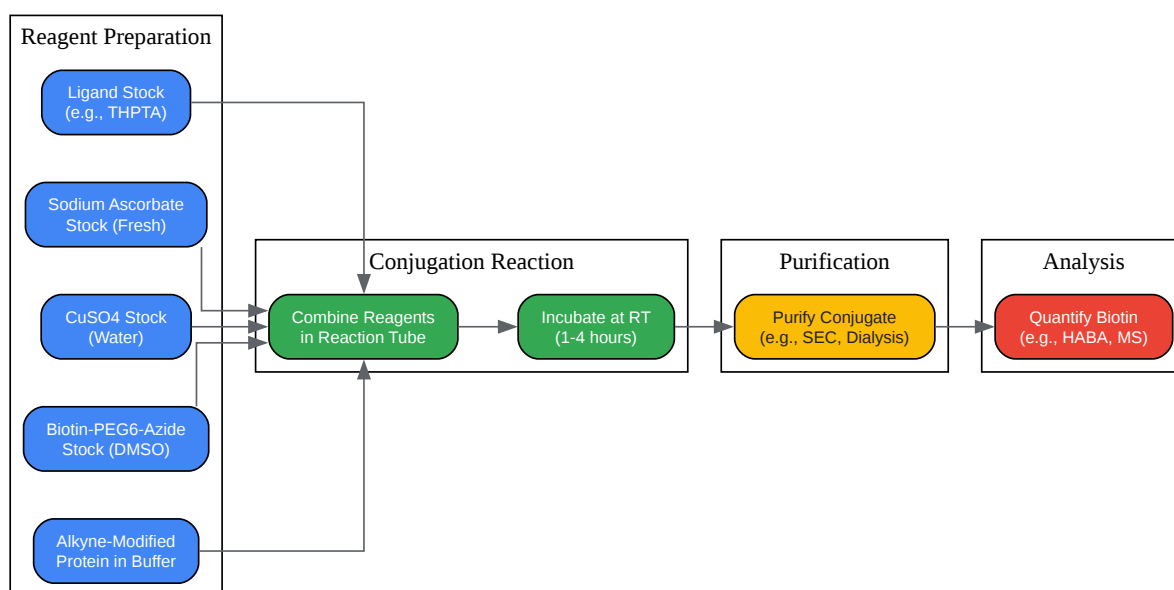 Reagent Preparation
Ligand Stock
(e.g., THPTA)
Sodium Ascorbate
Stock (Fresh)
CuSO4 Stock
(Water)
Biotin-PEG6-Azide
Stock (DMSO)
Alkyne-Modified
Protein in Buffer
Conjugation Reaction
Combine Reagents
in Reaction Tube
Incubate at RT
(1-4 hours)
Purification
Purify Conjugate
(e.g., SEC, Dialysis)
Analysis
Quantify Biotin
(e.g., HABA, MS)